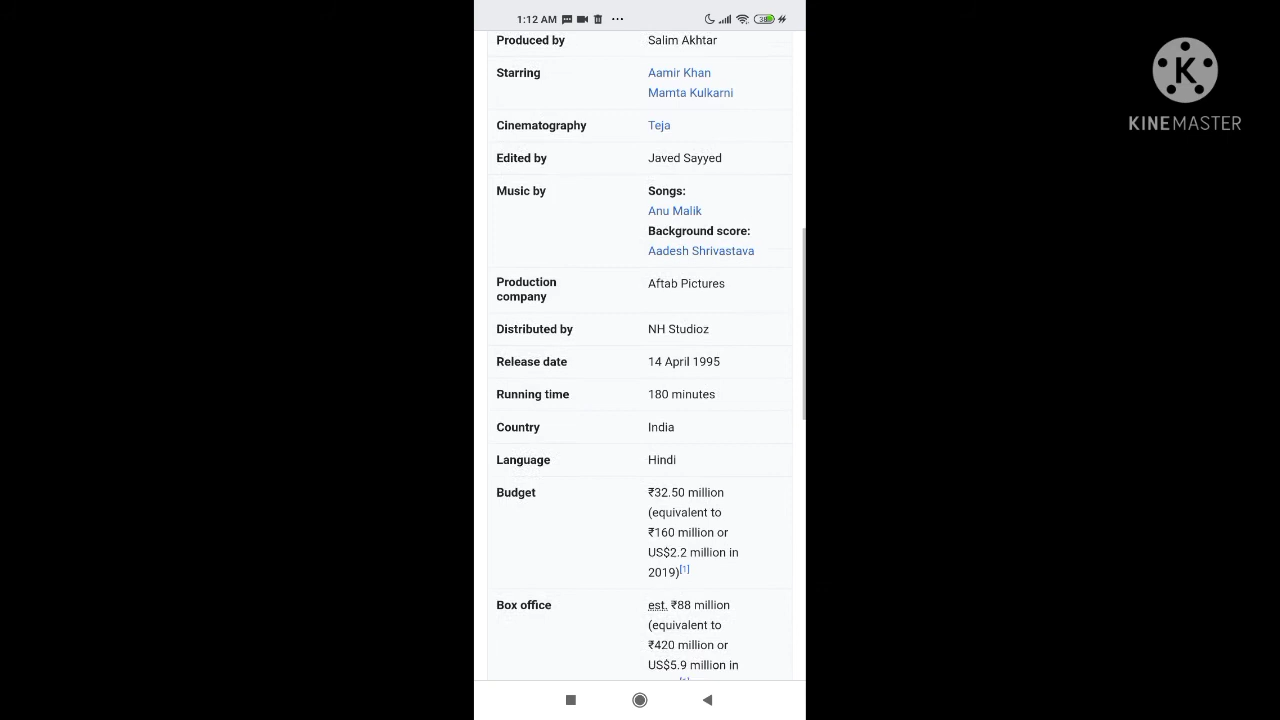 1:12 AM
38
Produced by Salim Akhtar
Starring Aamir Khan
Mamta Kulkarni
Cinematography Teja
Edited by Javed Sayyed
Music by Songs:
Anu Malik
Background score:
Aadesh Shrivastava
Production
company
Aftab Pictures
Distributed by NH Studioz
Release date 14 April 1995
Running time 180 minutes
Country India
Language Hindi
Budget ₹32.50 million
(equivalent to
₹160 million or
US$2.2 million in
2019)[1]
Box office est. ₹88 million
(equivalent to
₹420 million or
US$5.9 million in
K
KINEMASTER